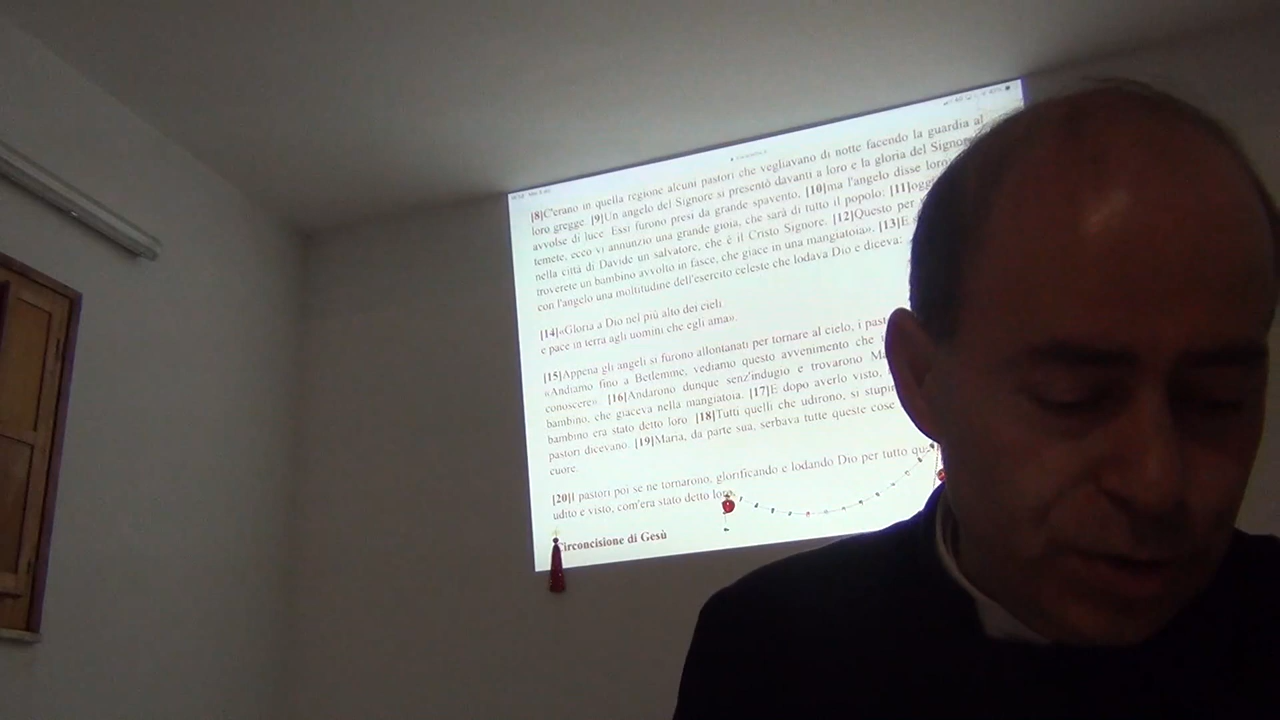 [8]C'erano in quella regione alcuni pastori che vegliavano di notte facendo la guardia al
loro gregge. [9]Un angelo del Signore si presentò davanti a loro e la gloria del Signore
avvolse di luce. Essi furono presi da grande spavento, [10]ma l'angelo disse loro:
temete, ecco vi annunzio una grande gioia, che sarà di tutto il popolo: [11]oggi
nella città di Davide un salvatore, che è il Cristo Signore. [12]Questo per
troverete un bambino avvolto in fasce, che giace in una mangiatoia». [13]E
con l'angelo una moltitudine dell'esercito celeste che lodava Dio e diceva:
[14]«Gloria a Dio nel più alto dei cieli
e pace in terra agli uomini che egli ama».
[15]Appena gli angeli si furono allontanati per tornare al cielo, i
«Andiamo fino a Betlemme, vediamo questo avvenimento che
conoscere». [16]Andarono dunque senz'indugio e trovarono
bambino, che giaceva nella mangiatoia. [17]E dopo averlo visto,
bambino era stato detto loro [18]Tutti quelli che udirono, si
pastori dicevano. [19]Maria, da parte sua, serbava tutte queste cose
cuore.
[20]I pastori poi se ne tornarono, glorificando e lodando Dio per tutto
udito e visto, com'era stato detto loro.
Circoncisione di Gesù